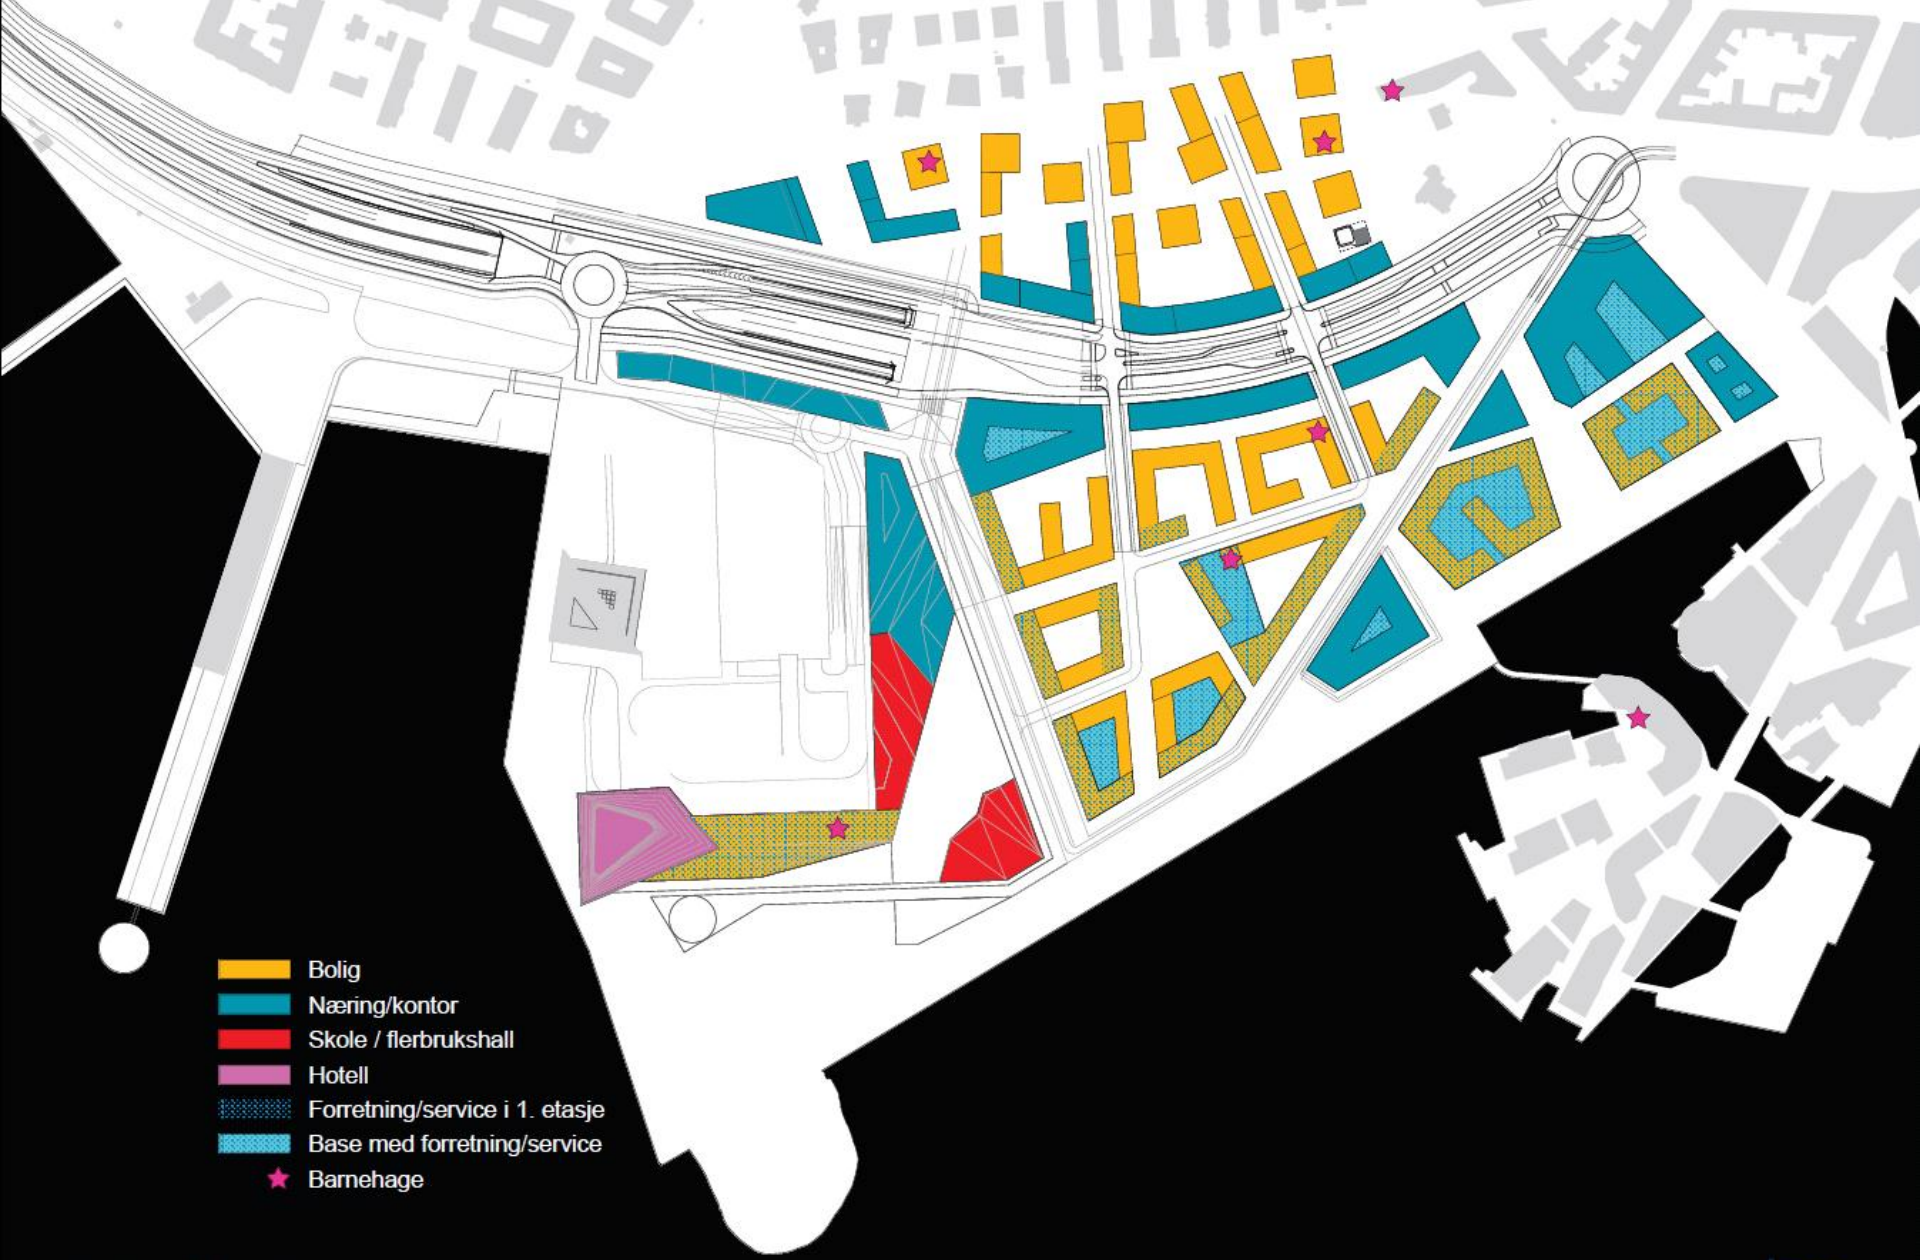 Bolig
Næring/kontor
Skole / flerbrukshall
Hotell
Forretning/service i 1. etasje
Base med forretning/service
Barnehage